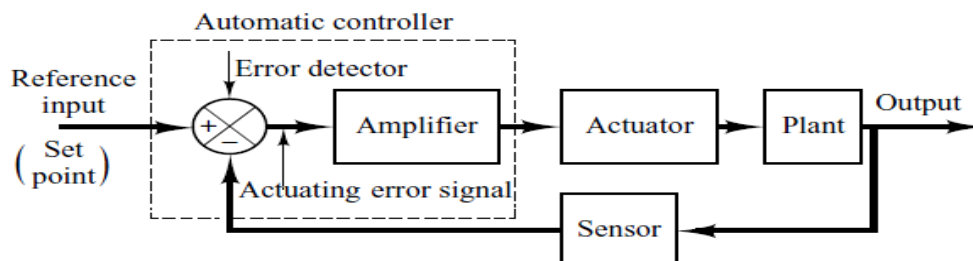 Automatic controller
Error detector
Reference
input
(Set
point)
+
−
Amplifier
Actuator
Plant
Output
Actuating error signal
Sensor